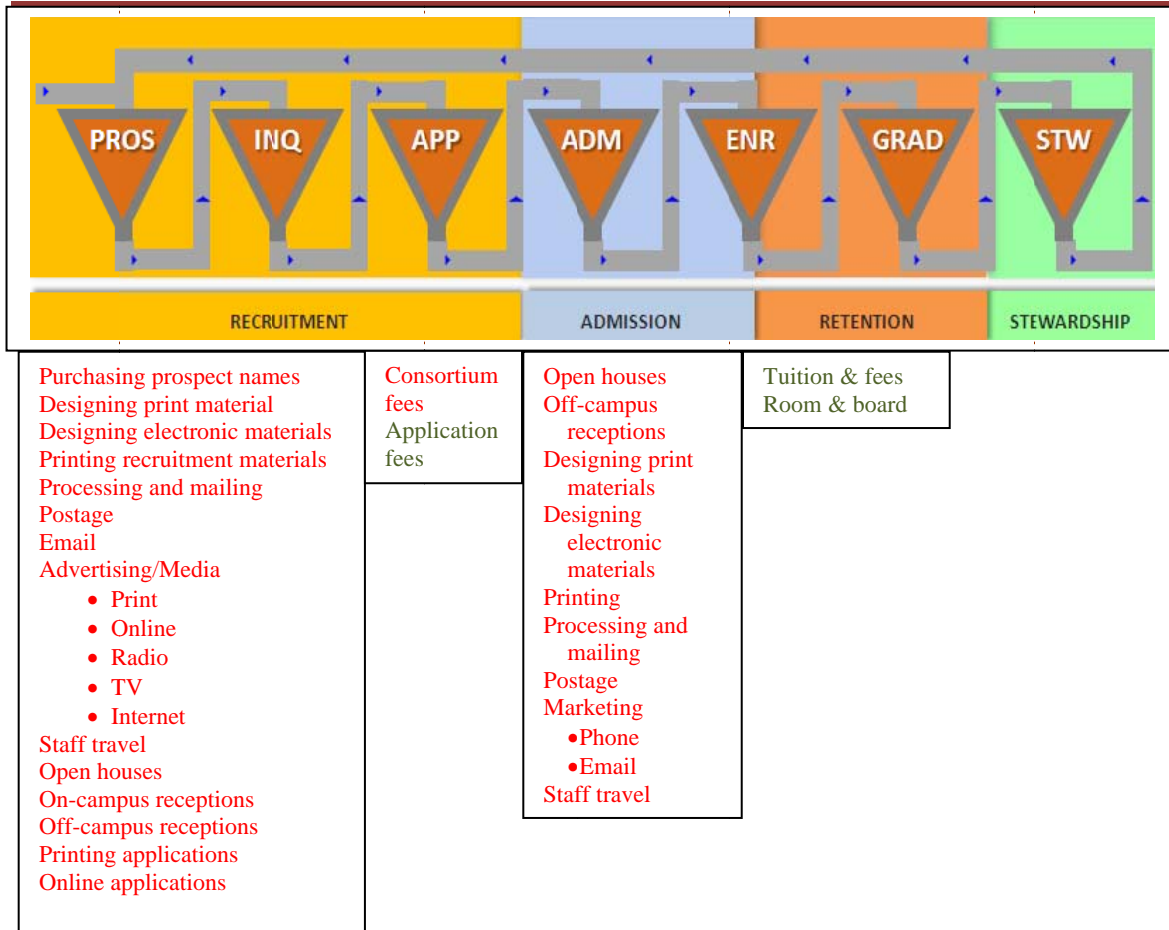 PROS INQ APP ADM ENR GRAD STW
RECRUITMENT ADMISSION RETENTION STEWARDSHIP
Purchasing prospect names
Designing print material
Designing electronic materials
Printing recruitment materials
Processing and mailing
Postage
Email
Advertising/Media
• Print
• Online
• Radio
• TV
• Internet
Staff travel
Open houses
On-campus receptions
Off-campus receptions
Printing applications
Online applications
Consortium
fees
Application
fees
Open houses
Off-campus
receptions
Designing print
materials
Designing
electronic
materials
Printing
Processing and
mailing
Postage
Marketing
•Phone
•Email
Staff travel
Tuition & fees
Room & board